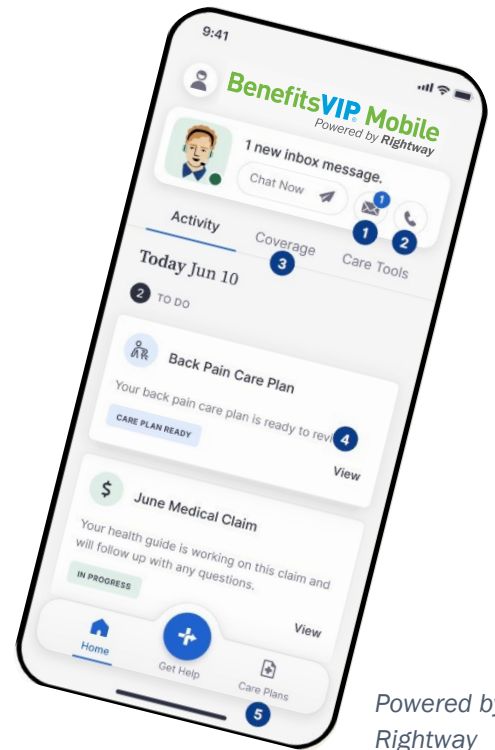 9:41
BenefitsVIP Mobile
Powered by Rightway
1 new inbox message.
Chat Now
1
1
2
Activity
Coverage
Care Tools
3
Today Jun 10
2 TO DO
Back Pain Care Plan
Your back pain care plan is ready to revi
4
CARE PLAN READY
View
$
June Medical Claim
Your health guide is working on this claim and
will follow up with any questions.
IN PROGRESS
View
Home
Get Help
Care Plans
5
Powered by
Rightway